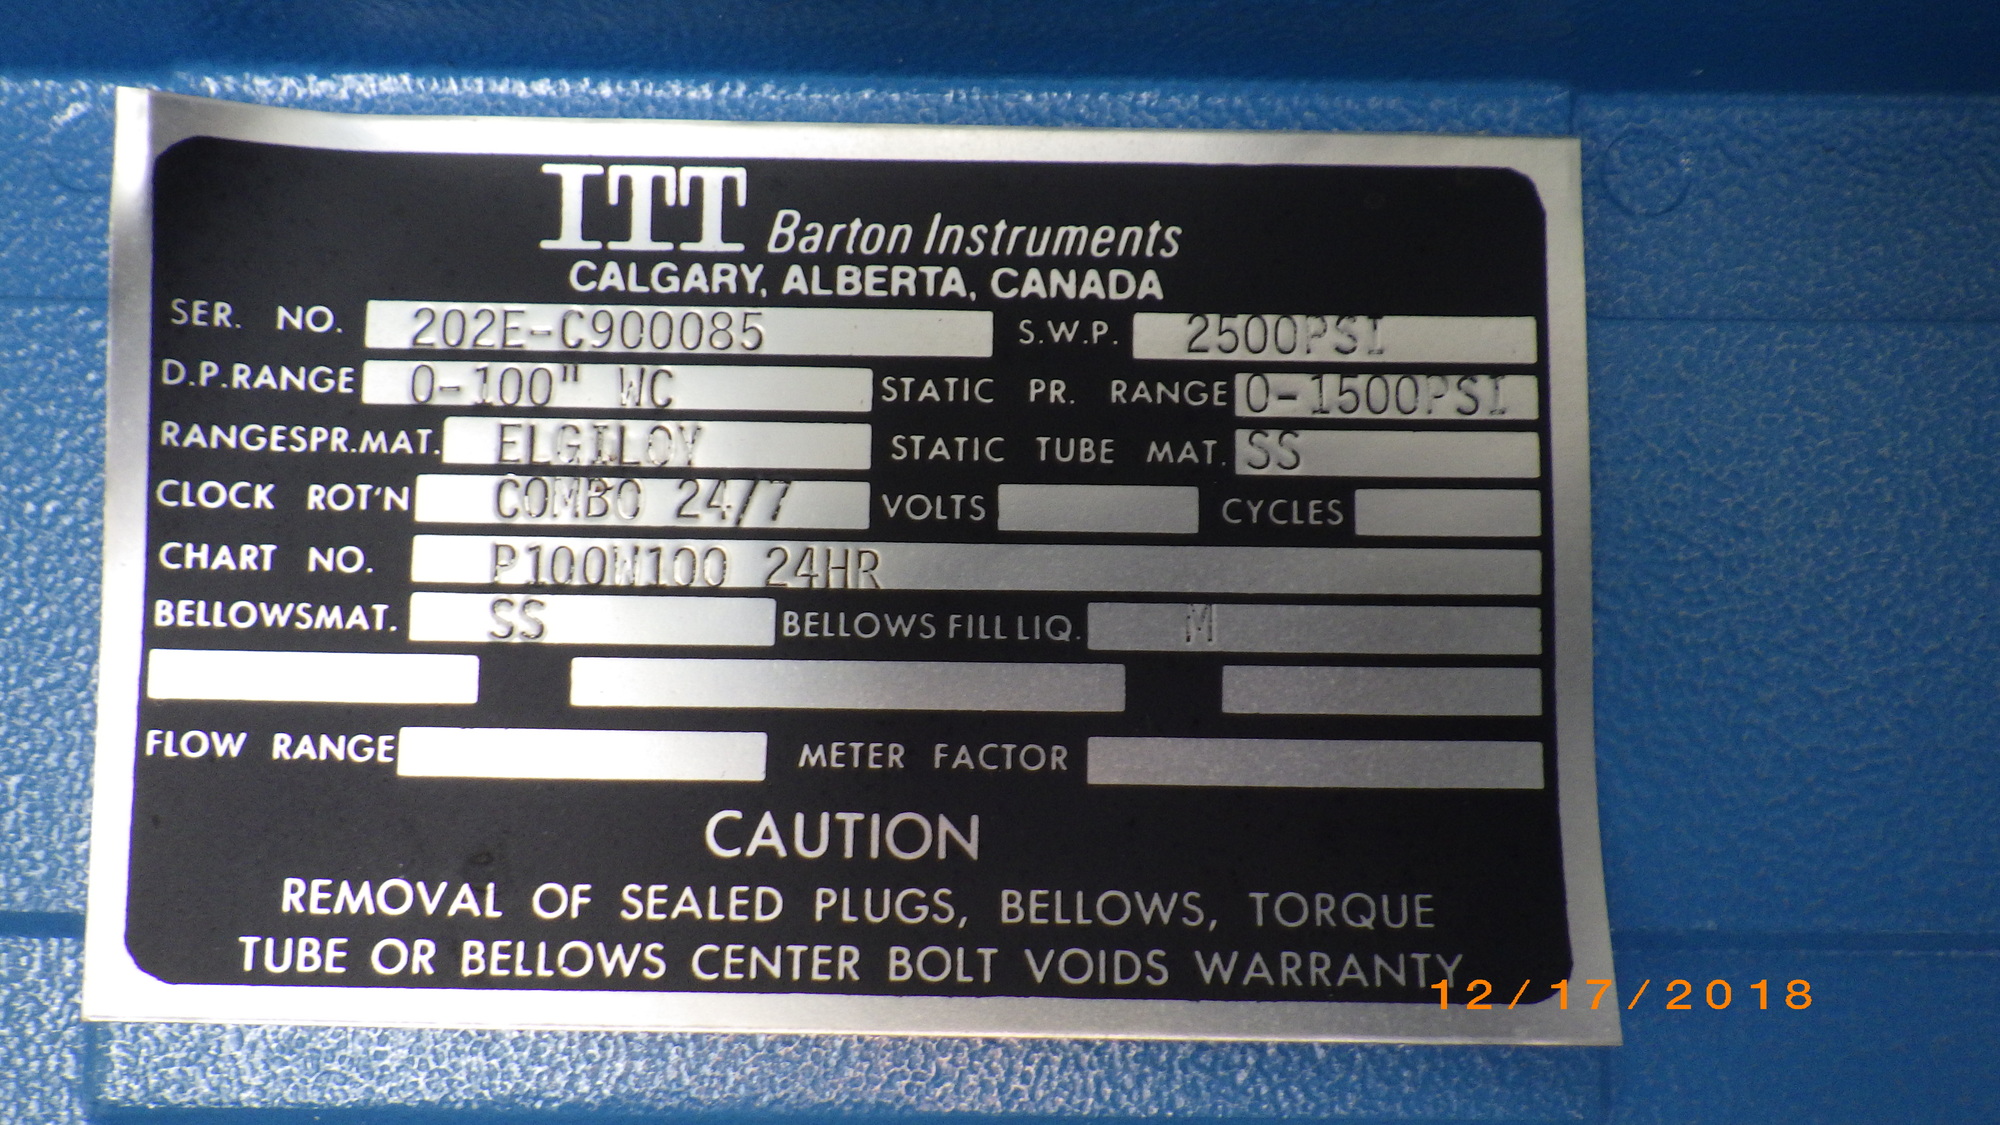 ITT Barton Instruments
CALGARY, ALBERTA, CANADA
SER. NO. 202E-C900085 S.W.P. 2500PSI
D.P.RANGE 0-100" WC STATIC PR. RANGE 0-1500PSI
RANGESPR.MAT. ELGILOY STATIC TUBE MAT. SS
CLOCK ROT'N COMBO 24/7 VOLTS CYCLES
CHART NO. P100W100 24HR
BELLOWSMAT. SS BELLOWS FILL LIQ. M
FLOW RANGE METER FACTOR
CAUTION
REMOVAL OF SEALED PLUGS, BELLOWS, TORQUE
TUBE OR BELLOWS CENTER BOLT VOIDS WARRANTY
12/17/2018